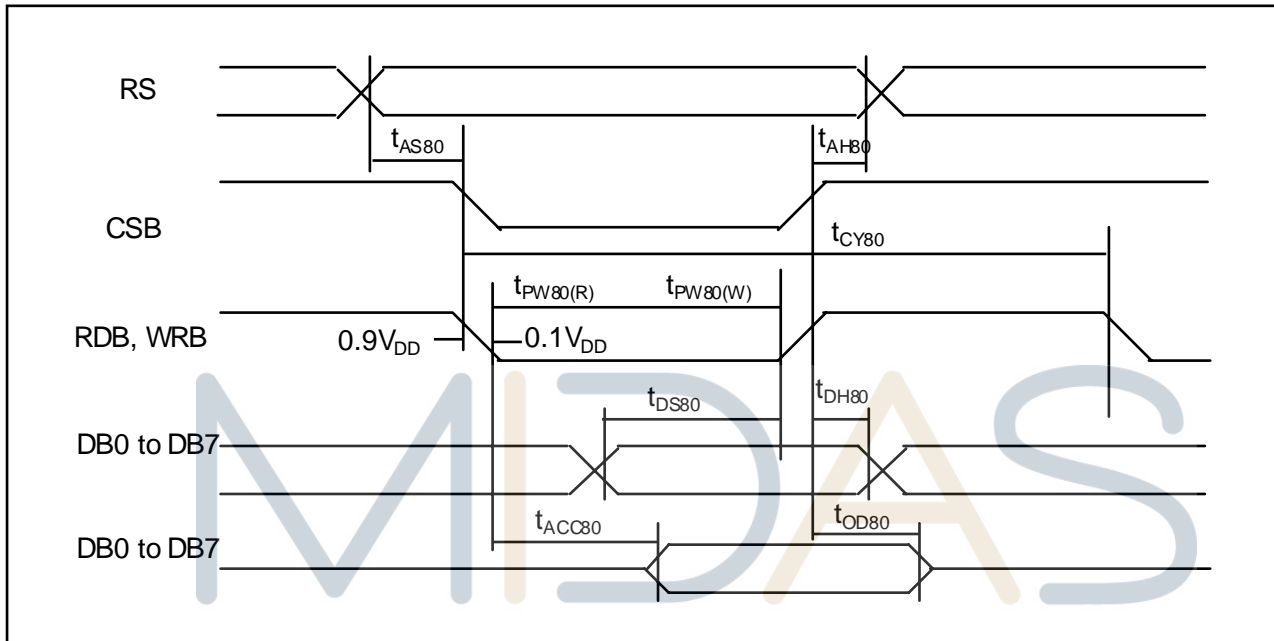 RS
tAS80
tAH80
CSB
tCY80
tPW80(R) tPW80(W)
RDB, WRB
0.9VDD 0.1VDD
tDS80
tDH80
DB0 to DB7
tACC80
tOD80
DB0 to DB7
MIDAS